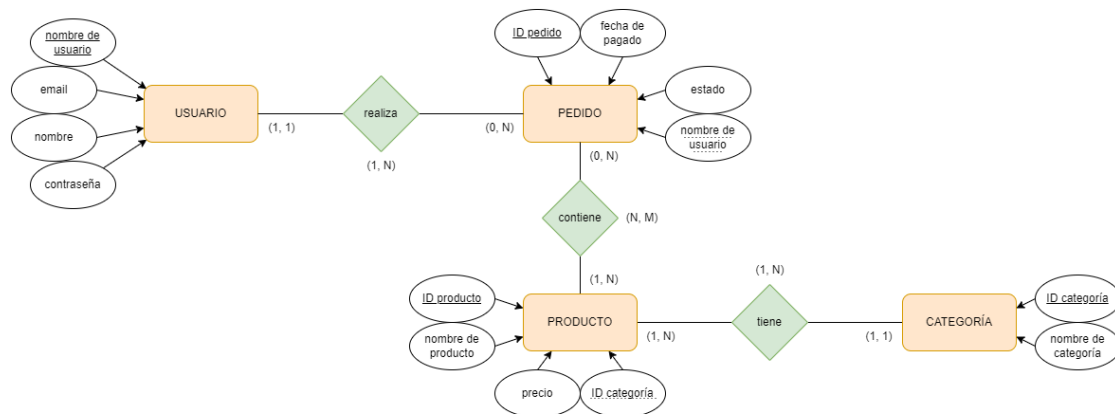 nombre de
usuario
email
nombre
contraseña
USUARIO
(1, 1)
realiza
(1, N)
(0, N)
ID pedido
fecha de
pagado
PEDIDO
estado
nombre de
usuario
(0, N)
contiene
(N, M)
(1, N)
ID producto
nombre de
producto
precio
ID categoría
PRODUCTO
(1, N)
(1, N)
tiene
(1, 1)
CATEGORÍA
ID categoría
nombre de
categoría